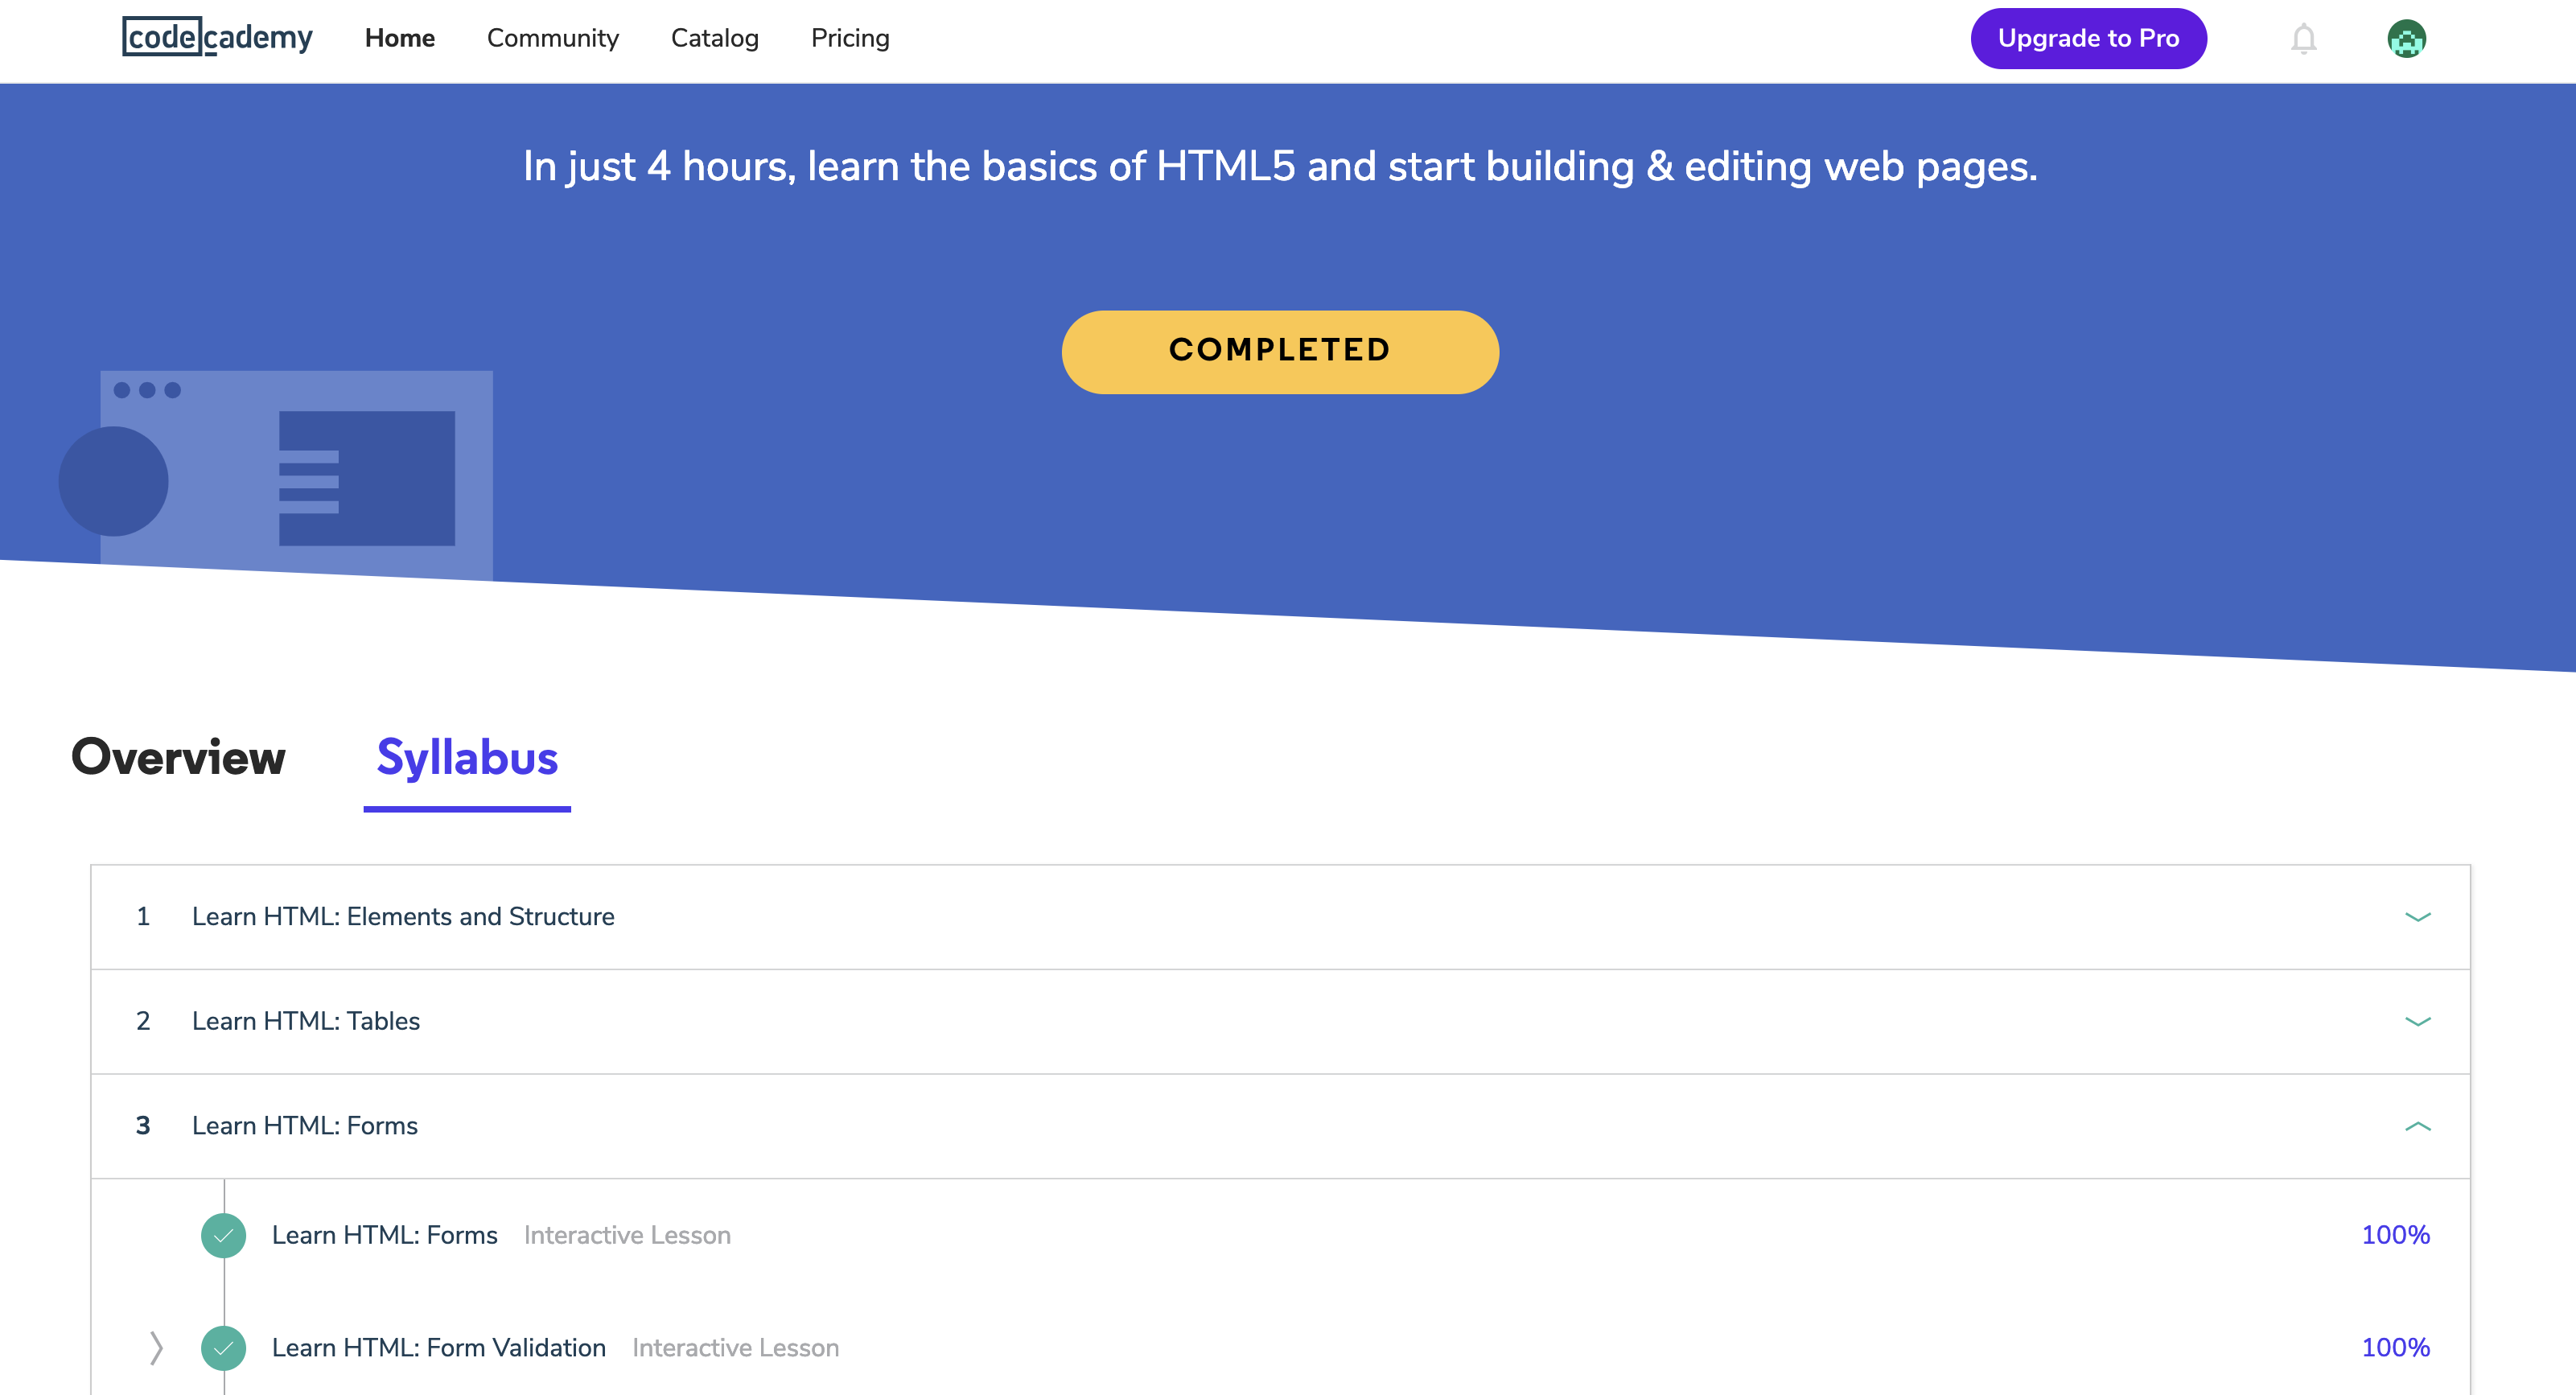 codecademy Home Community Catalog Pricing Upgrade to Pro
In just 4 hours, learn the basics of HTML5 and start building & editing web pages.
COMPLETED
Overview Syllabus
1 Learn HTML: Elements and Structure
2 Learn HTML: Tables
3 Learn HTML: Forms
Learn HTML: Forms Interactive Lesson 100%
Learn HTML: Form Validation Interactive Lesson 100%